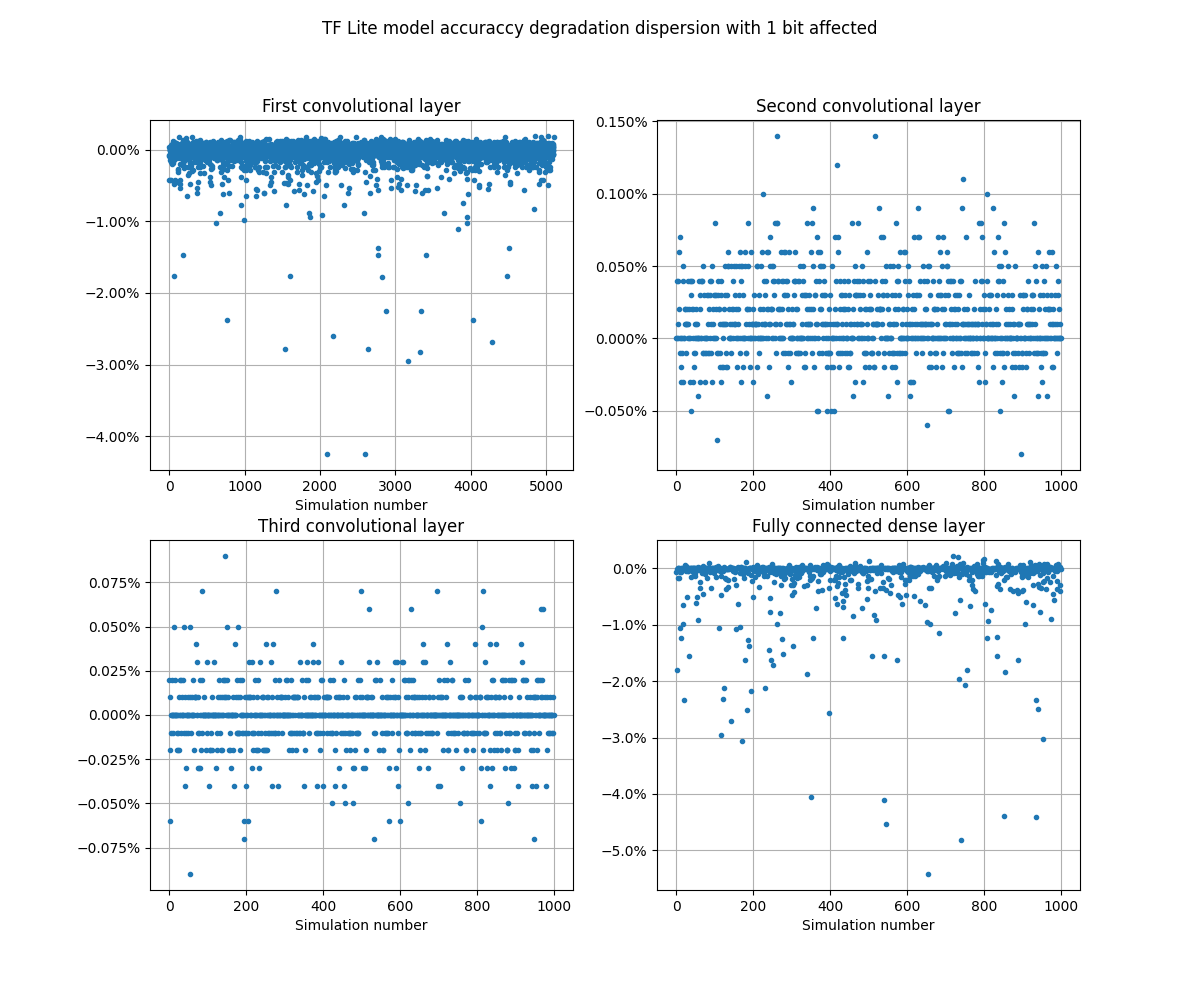 TF Lite model accuraccy degradation dispersion with 1 bit affected
First convolutional layer
0.00%
−1.00%
−2.00%
−3.00%
−4.00%
0 1000 2000 3000 4000 5000
Simulation number
Second convolutional layer
0.150%
0.100%
0.050%
0.000%
−0.050%
0 200 400 600 800 1000
Simulation number
Third convolutional layer
0.075%
0.050%
0.025%
0.000%
−0.025%
−0.050%
−0.075%
0 200 400 600 800 1000
Simulation number
Fully connected dense layer
0.0%
−1.0%
−2.0%
−3.0%
−4.0%
−5.0%
0 200 400 600 800 1000
Simulation number